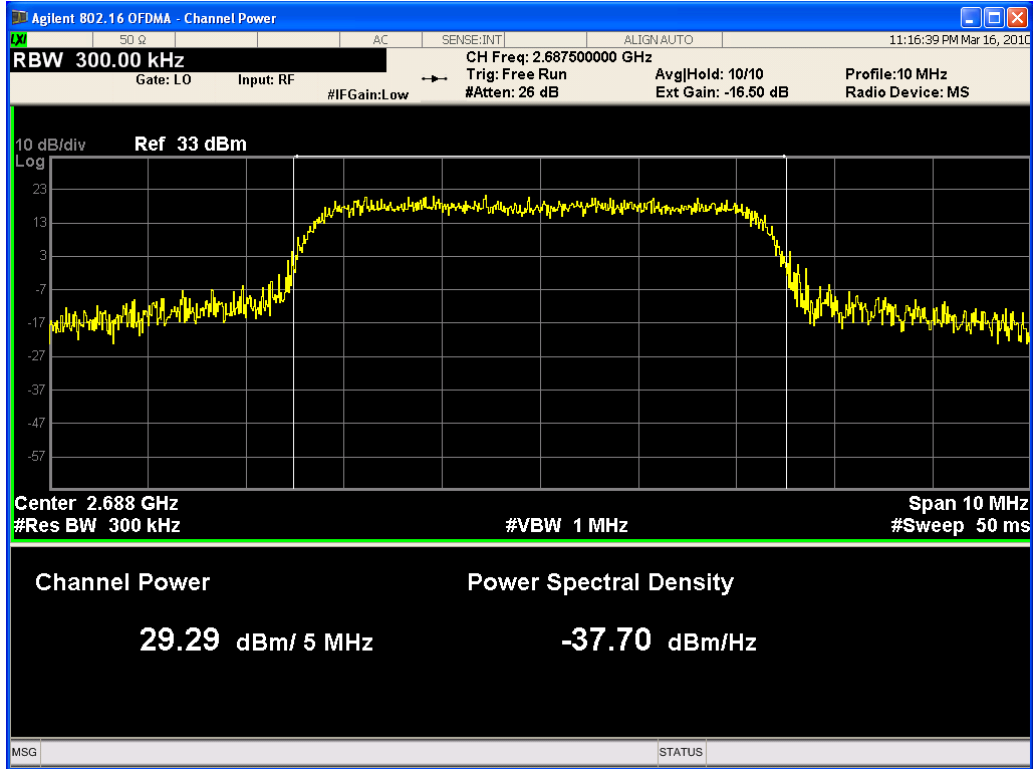 Agilent 802.16 OFDMA - Channel Power
LXI 50 Ω AC SENSE:INT ALIGN AUTO 11:16:39 PM Mar 16, 2010
RBW 300.00 kHz
CH Freq: 2.687500000 GHz
Gate: LO Input: RF Trig: Free Run Avg|Hold: 10/10 Profile:10 MHz
#IFGain:Low #Atten: 26 dB Ext Gain: -16.50 dB Radio Device: MS
10 dB/div Ref 33 dBm
Log
23
13
3
-7
-17
-27
-37
-47
-57
Center 2.688 GHz Span 10 MHz
#Res BW 300 kHz #VBW 1 MHz #Sweep 50 ms
Channel Power Power Spectral Density
29.29 dBm/ 5 MHz -37.70 dBm/Hz
MSG STATUS